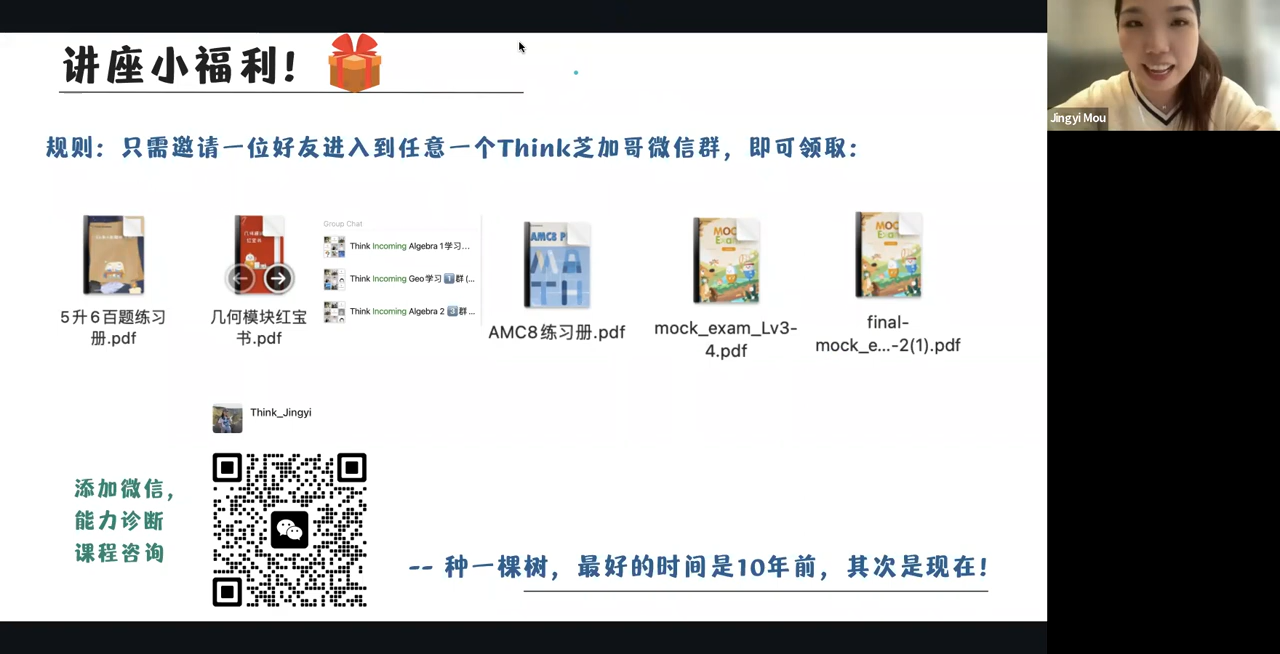 讲座小福利!
Jingyi Mou
规则: 只需邀请一位好友进入到任意一个Think芝加哥微信群, 即可领取:
Group Chat
Think Incoming Algebra 1学习...
Think Incoming Geo学习1️⃣群 (...
Think Incoming Algebra 2 3️⃣群...
5升6百题练习
册.pdf
几何模块红宝
书.pdf
AMC8 P
MA
TH
AMC8练习册.pdf
mock_exam_Lv3-
4.pdf
final-
mock_e...-2(1).pdf
Think_Jingyi
添加微信,
能力诊断
课程咨询
-- 种一棵树, 最好的时间是10年前, 其次是现在!